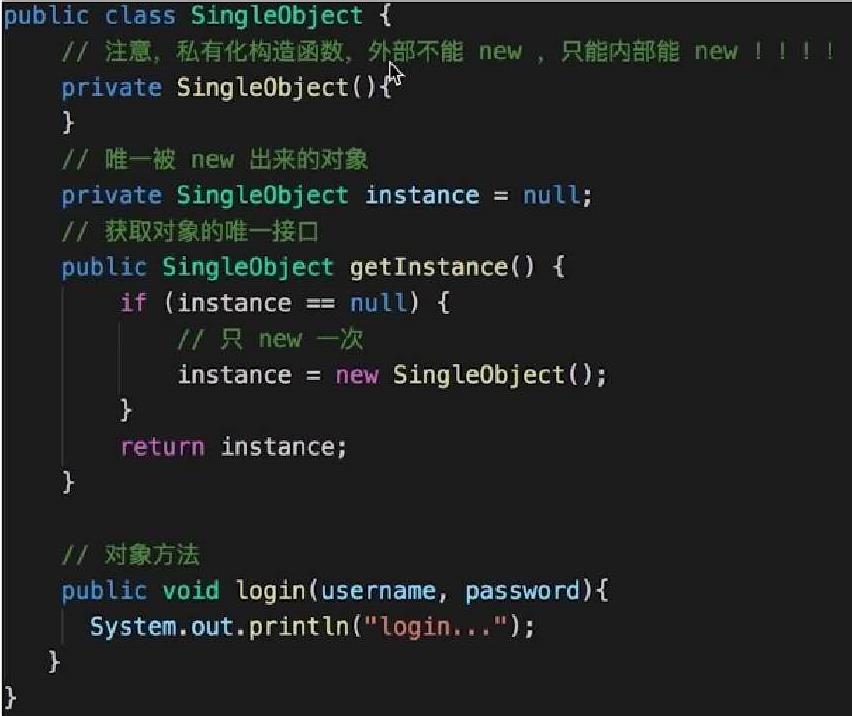 public class SingleObject {
    // 注意，私有化构造函数，外部不能 new ，只能内部能 new ！！！！
    private SingleObject(){
    }
    // 唯一被 new 出来的对象
    private SingleObject instance = null;
    // 获取对象的唯一接口
    public SingleObject getInstance() {
        if (instance == null) {
            // 只 new 一次
            instance = new SingleObject();
        }
        return instance;
    }

    // 对象方法
    public void login(username, password){
      System.out.println("login...");
   }
}